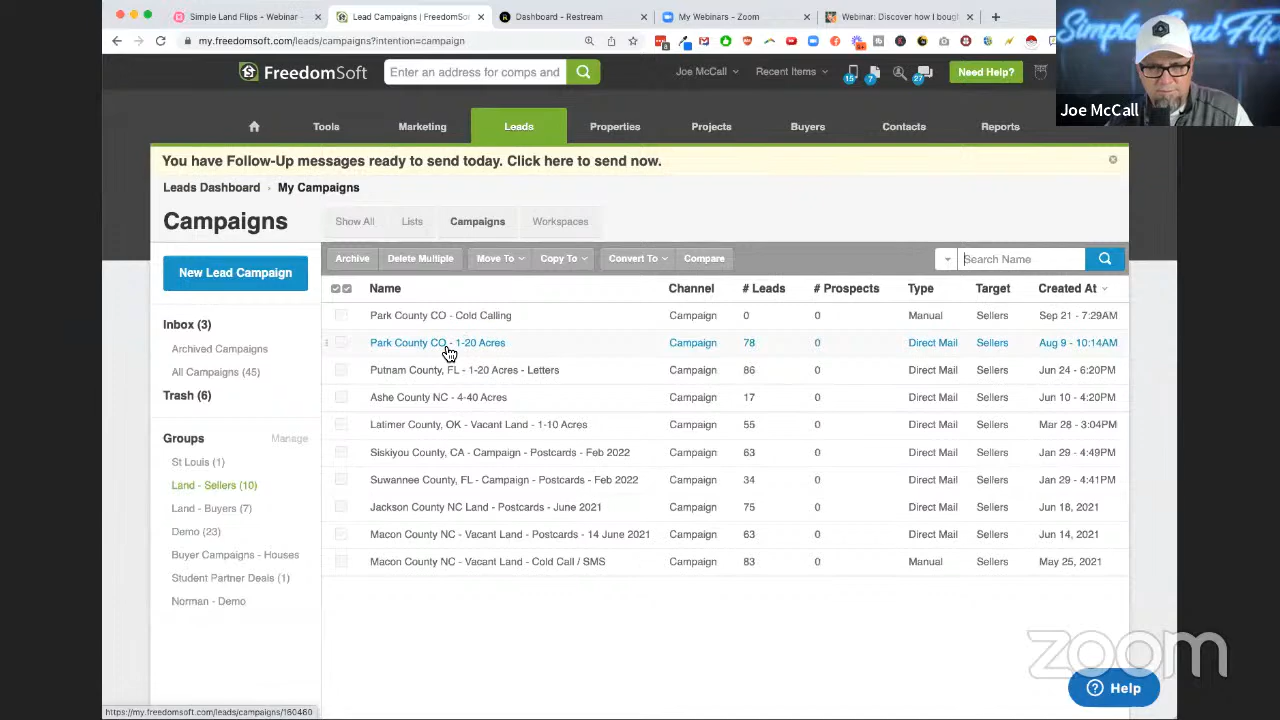 Simple Land Flips - Webinar -
Lead Campaigns | FreedomSo
Dashboard - Restream
My Webinars - Zoom
Webinar: Discover how I bough
my.freedomsoft.com/leads/campaigns?intention=campaign
Simple Land Flip
Joe McCall
FreedomSoft
Enter an address for comps and
Joe McCall
Recent Items
15
7
27
Need Help?
Tools
Marketing
Leads
Properties
Projects
Buyers
Contacts
Reports
You have Follow-Up messages ready to send today. Click here to send now.
Leads Dashboard
My Campaigns
Campaigns
Show All
Lists
Campaigns
Workspaces
New Lead Campaign
Archive
Delete Multiple
Move To
Copy To
Convert To
Compare
Search Name
Name Channel # Leads # Prospects Type Target Created At
Park County CO - Cold Calling Campaign 0 0 Manual Sellers Sep 21 - 7:29AM
Park County CO - 1-20 Acres Campaign 78 0 Direct Mail Sellers Aug 9 - 10:14AM
Putnam County, FL - 1-20 Acres - Letters Campaign 86 0 Direct Mail Sellers Jun 24 - 6:20PM
Ashe County NC - 4-40 Acres Campaign 17 0 Direct Mail Sellers Jun 10 - 4:20PM
Latimer County, OK - Vacant Land - 1-10 Acres Campaign 55 0 Direct Mail Sellers Mar 28 - 3:04PM
Siskiyou County, CA - Campaign - Postcards - Feb 2022 Campaign 63 0 Direct Mail Sellers Jan 29 - 4:49PM
Suwannee County, FL - Campaign - Postcards - Feb 2022 Campaign 34 0 Direct Mail Sellers Jan 29 - 4:41PM
Jackson County NC Land - Postcards - June 2021 Campaign 75 0 Direct Mail Sellers Jun 18, 2021
Macon County NC - Vacant Land - Postcards - 14 June 2021 Campaign 63 0 Direct Mail Sellers Jun 14, 2021
Macon County NC - Vacant Land - Cold Call / SMS Campaign 83 0 Manual Sellers May 25, 2021
Inbox (3)
Archived Campaigns
All Campaigns (45)
Trash (6)
Groups
Manage
St Louis (1)
Land - Sellers (10)
Land - Buyers (7)
Demo (23)
Buyer Campaigns - Houses
Student Partner Deals (1)
Norman - Demo
zoom
Help
https://my.freedomsoft.com/leads/campaigns/160460